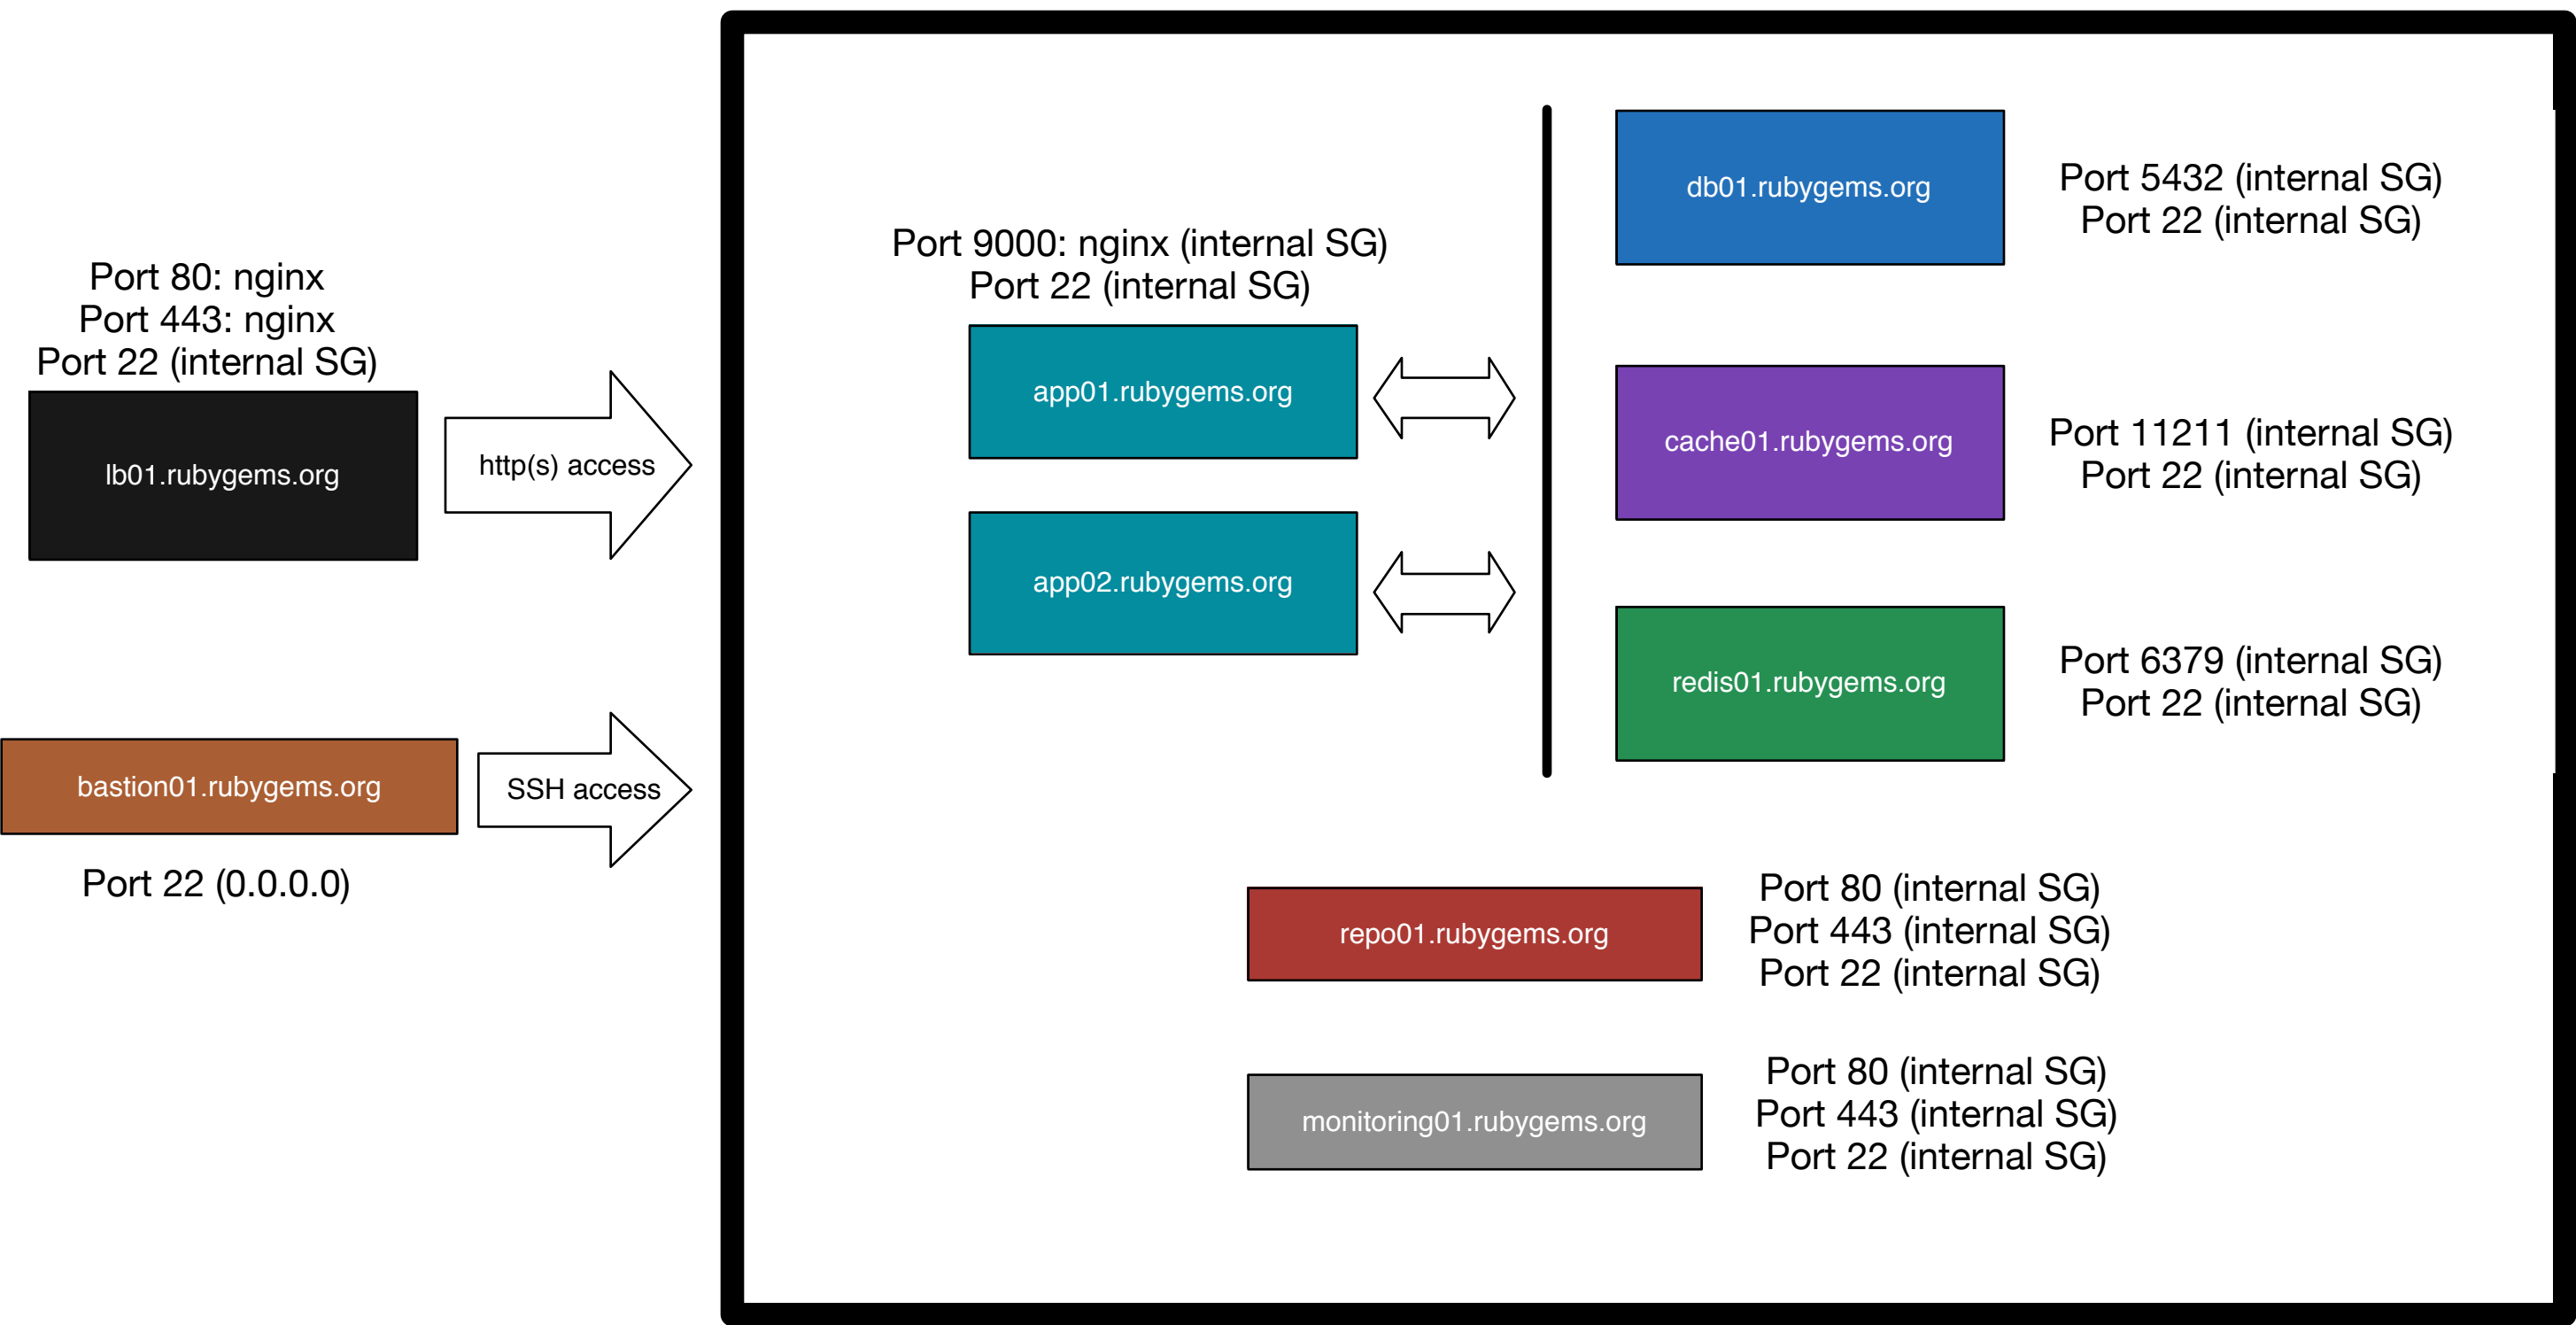 Port 80: nginx
Port 443: nginx
Port 22 (internal SG)
lb01.rubygems.org
http(s) access
bastion01.rubygems.org
SSH access
Port 22 (0.0.0.0)
Port 9000: nginx (internal SG)
Port 22 (internal SG)
app01.rubygems.org
app02.rubygems.org
db01.rubygems.org
Port 5432 (internal SG)
Port 22 (internal SG)
cache01.rubygems.org
Port 11211 (internal SG)
Port 22 (internal SG)
redis01.rubygems.org
Port 6379 (internal SG)
Port 22 (internal SG)
repo01.rubygems.org
Port 80 (internal SG)
Port 443 (internal SG)
Port 22 (internal SG)
monitoring01.rubygems.org
Port 80 (internal SG)
Port 443 (internal SG)
Port 22 (internal SG)